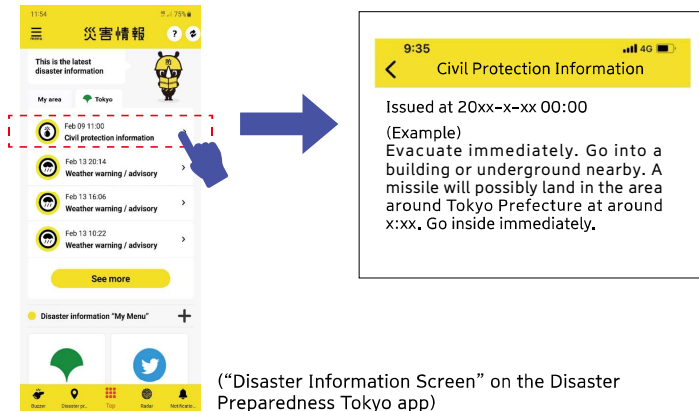 11:54
75%
災害情報
?
This is the latest
disaster information
防
My area
Tokyo
Feb 09 11:00
Civil protection information
Feb 13 20:14
Weather warning / advisory
Feb 13 16:06
Weather warning / advisory
Feb 13 10:22
Weather warning / advisory
See more
Disaster information "My Menu"
Buzzer
Disaster pr..
Top
Radar
Notificatio..
9:35
4G
Civil Protection Information
Issued at 20xx-x-xx 00:00
(Example)
Evacuate immediately. Go into a
building or underground nearby. A
missile will possibly land in the area
around Tokyo Prefecture at around
x:xx. Go inside immediately.
(“Disaster Information Screen” on the Disaster
Preparedness Tokyo app)